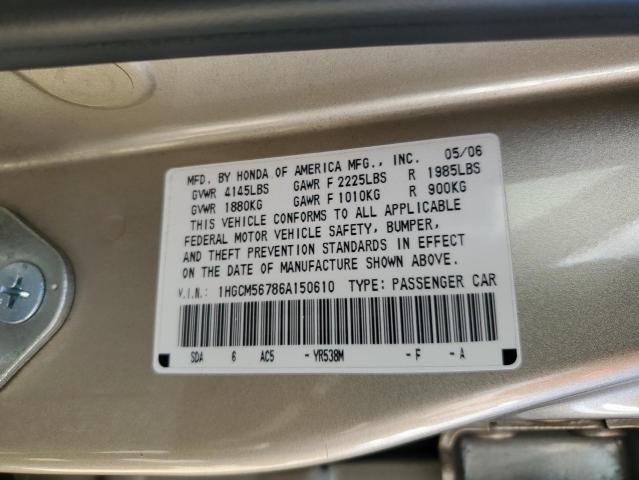 MFD. BY HONDA OF AMERICA MFG., INC. 05/06
GVWR 4145LBS GAWR F 2225LBS R 1985LBS
GVWR 1880KG GAWR F 1010KG R 900KG
THIS VEHICLE CONFORMS TO ALL APPLICABLE
FEDERAL MOTOR VEHICLE SAFETY, BUMPER,
AND THEFT PREVENTION STANDARDS IN EFFECT
ON THE DATE OF MANUFACTURE SHOWN ABOVE.
V.I.N.: 1HGCM56786A150610 TYPE: PASSENGER CAR
SDA 6 AC5 -YR538M -F -A